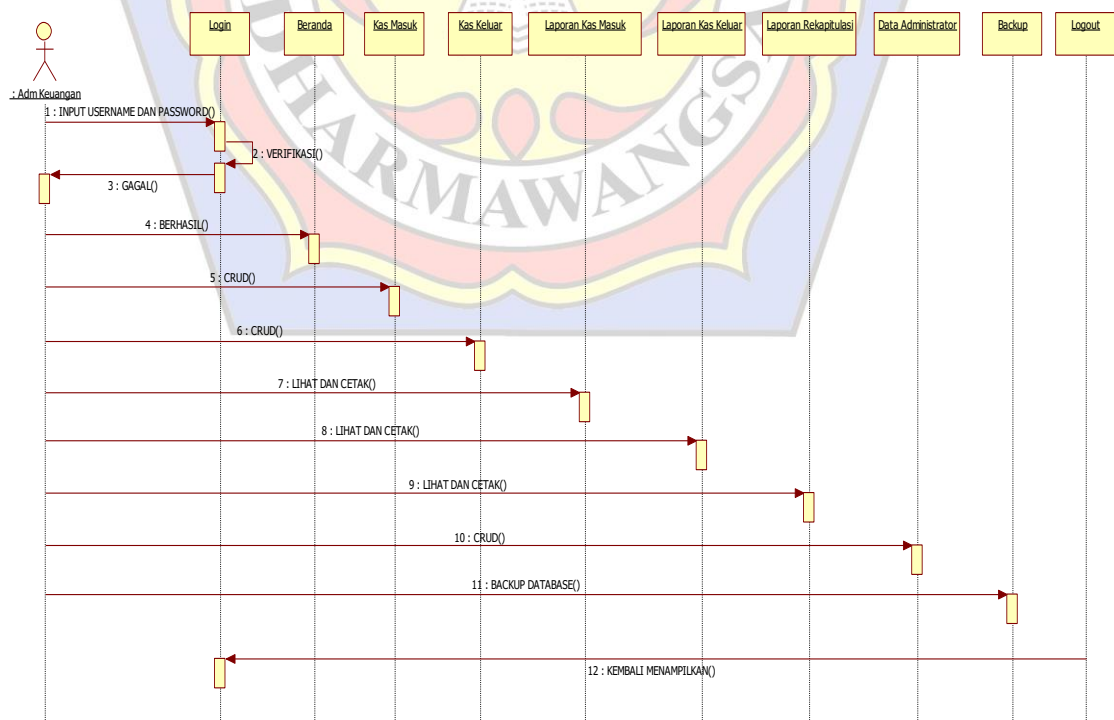 Login
Beranda
Kas Masuk
Kas Keluar
Laporan Kas Masuk
Laporan Kas Keluar
Laporan Rekapitulasi
Data Administrator
Backup
Logout
: Adm Keuangan
1 : INPUT USERNAME DAN PASSWORD()
2 : VERIFIKASI()
3 : GAGAL()
4 : BERHASIL()
5 : CRUD()
6 : CRUD()
7 : LIHAT DAN CETAK()
8 : LIHAT DAN CETAK()
9 : LIHAT DAN CETAK()
10 : CRUD()
11 : BACKUP DATABASE()
12 : KEMBALI MENAMPILKAN()
DHARMAWANGSA